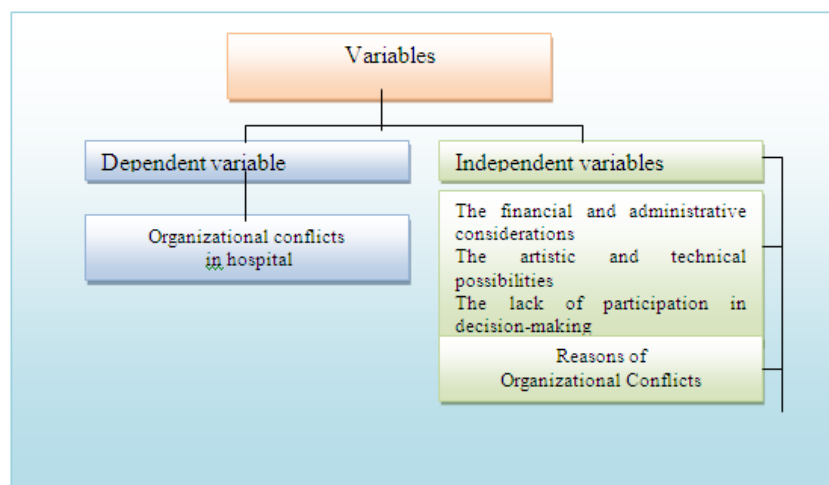 Variables
Dependent variable
Organizational conflicts
in hospital
Independent variables
The financial and administrative
considerations
The artistic and technical
possibilities
The lack of participation in
decision-making
Reasons of
Organizational Conflicts